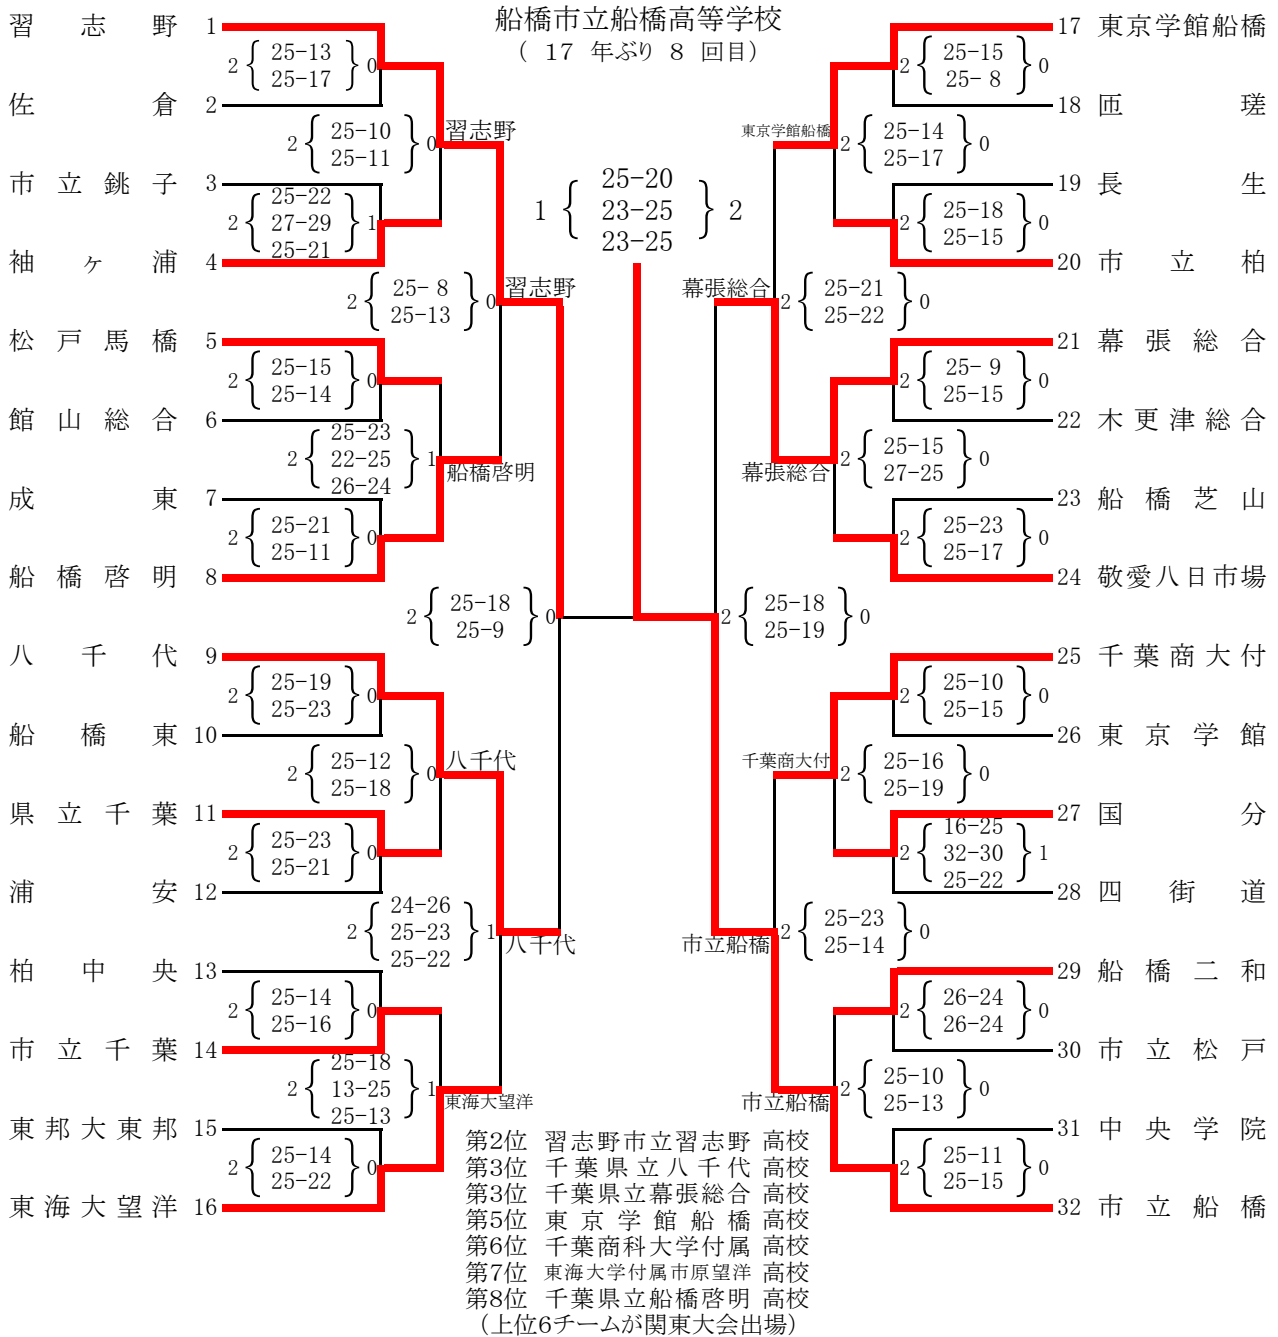 船橋市立船橋高等学校
( 17 年ぶり 8 回目)
習志野 1
2 { 25-13 } 0
25-17
佐倉 2
2 { 25-10 } 0
25-11
習志野
市立銚子 3
2 { 25-22 } 1
27-29
25-21
袖ヶ浦 4
2 { 25- 8 } 0
25-13
習志野
松戸馬橋 5
2 { 25-15 } 0
25-14
館山総合 6
2 { 25-23 } 1
22-25
26-24
船橋啓明
成東 7
2 { 25-21 } 0
25-11
船橋啓明 8
2 { 25-18 } 0
25-9
八千代 9
2 { 25-19 } 0
25-23
船橋東 10
2 { 25-12 } 0
25-18
八千代
県立千葉 11
2 { 25-23 } 0
25-21
浦安 12
2 { 24-26 } 1
25-23
25-22
八千代
柏中央 13
2 { 25-14 } 0
25-16
市立千葉 14
2 { 25-18 } 1
13-25
25-13
東海大望洋
東邦大東邦 15
2 { 25-14 } 0
25-22
東海大望洋 16
1 { 25-20 } 2
23-25
23-25
17 東京学館船橋
2 { 25-15 } 0
25- 8
18 匝瑳
東京学館船橋
2 { 25-14 } 0
25-17
19 長生
2 { 25-18 } 0
25-15
20 市立柏
幕張総合
2 { 25-21 } 0
25-22
21 幕張総合
2 { 25- 9 } 0
25-15
22 木更津総合
幕張総合
2 { 25-15 } 0
27-25
23 船橋芝山
2 { 25-23 } 0
25-17
24 敬愛八日市場
2 { 25-18 } 0
25-19
25 千葉商大付
2 { 25-10 } 0
25-15
26 東京学館
千葉商大付
2 { 25-16 } 0
25-19
27 国分
2 { 16-25 } 1
32-30
25-22
28 四街道
市立船橋
2 { 25-23 } 0
25-14
29 船橋二和
2 { 26-24 } 0
26-24
30 市立松戸
市立船橋
2 { 25-10 } 0
25-13
31 中央学院
2 { 25-11 } 0
25-15
32 市立船橋
第2位 習志野市立習志野 高校
第3位 千葉県立八千代 高校
第3位 千葉県立幕張総合 高校
第5位 東京学館船橋 高校
第6位 千葉商科大学付属 高校
第7位 東海大学付属市原望洋 高校
第8位 千葉県立船橋啓明 高校
(上位6チームが関東大会出場)